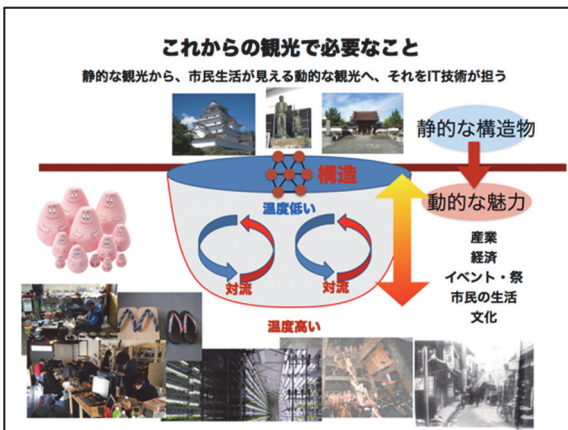 これからの観光で必要なこと
静的な観光から、市民生活が見える動的な観光へ、それをIT技術が担う
静的な構造物
構造
温度低い
動的な魅力
対流
対流
温度高い
産業
経済
イベント・祭
市民の生活
文化